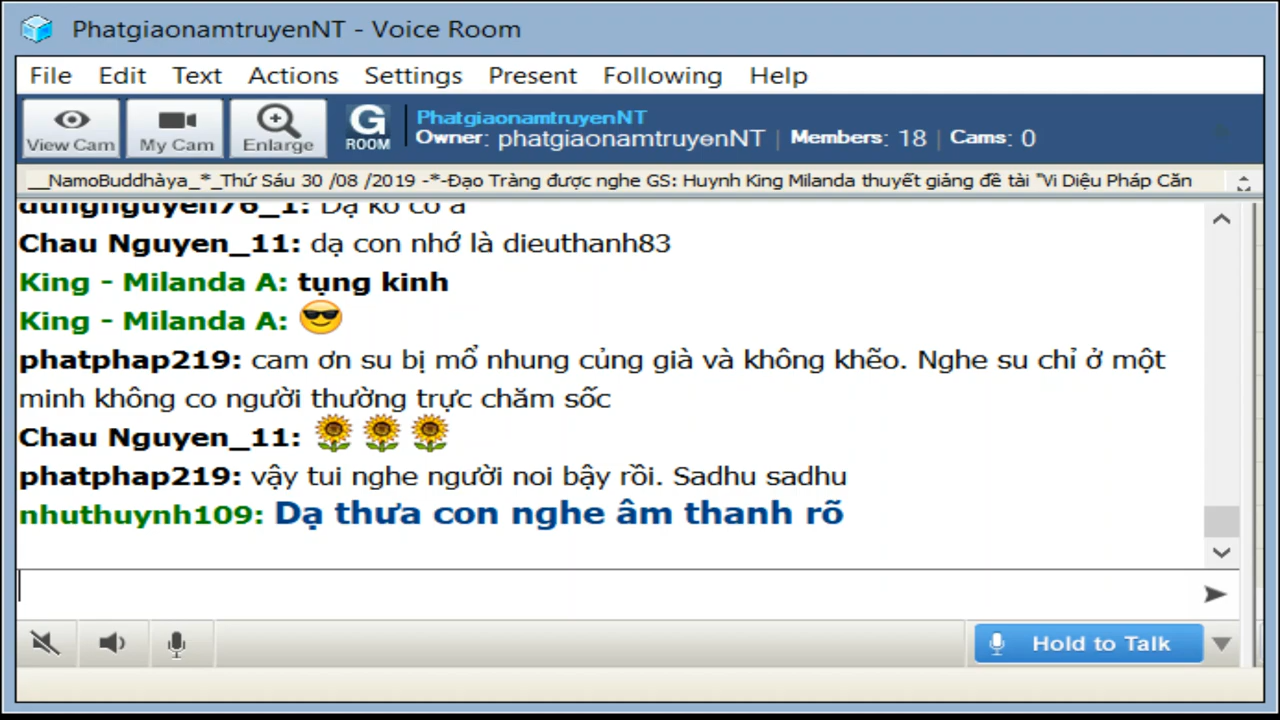 PhatgiaonamtruyenNT - Voice Room
File Edit Text Actions Settings Present Following Help
View Cam My Cam Enlarge G ROOM
PhatgiaonamtruyenNT
Owner: phatgiaonamtruyenNT | Members: 18 | Cams: 0
__NamoBuddhàya_*_Thứ Sáu 30 /08 /2019 -*-Đạo Tràng được nghe GS: Huynh King Milanda thuyết giảng đề tài "Vi Diệu Pháp Căn
dungnguyen76_1: Dạ ko có ạ
Chau Nguyen_11: dạ con nhớ là dieuthanh83
King - Milanda A: tụng kinh
King - Milanda A: 😎
phatphap219: cam ơn su bị mổ nhung củng già và không khẽo. Nghe su chỉ ở một
minh không co người thường trực chăm sốc
Chau Nguyen_11: 🌻 🌻 🌻
phatphap219: vậy tui nghe người noi bậy rồi. Sadhu sadhu
nhuthuynh109: Dạ thưa con nghe âm thanh rõ
Hold to Talk